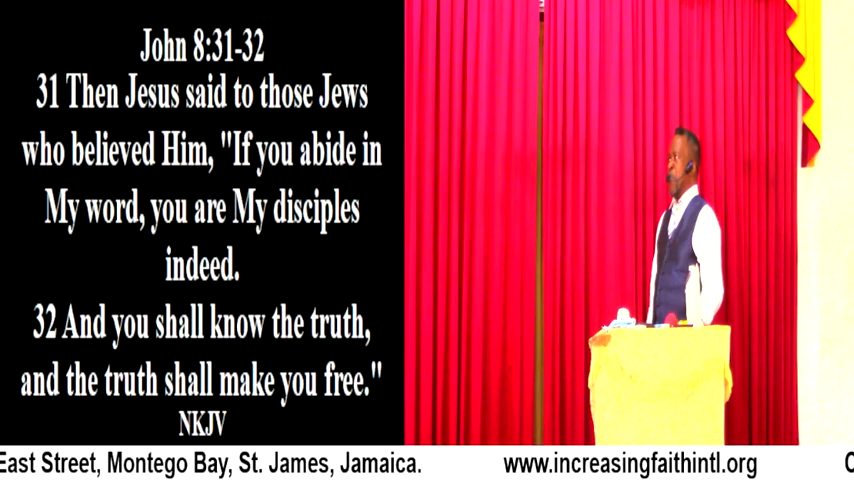 John 8:31-32
31 Then Jesus said to those Jews
who believed Him, "If you abide in
My word, you are My disciples
indeed.
32 And you shall know the truth,
and the truth shall make you free."
NKJV
East Street, Montego Bay, St. James, Jamaica. www.increasingfaithintl.org